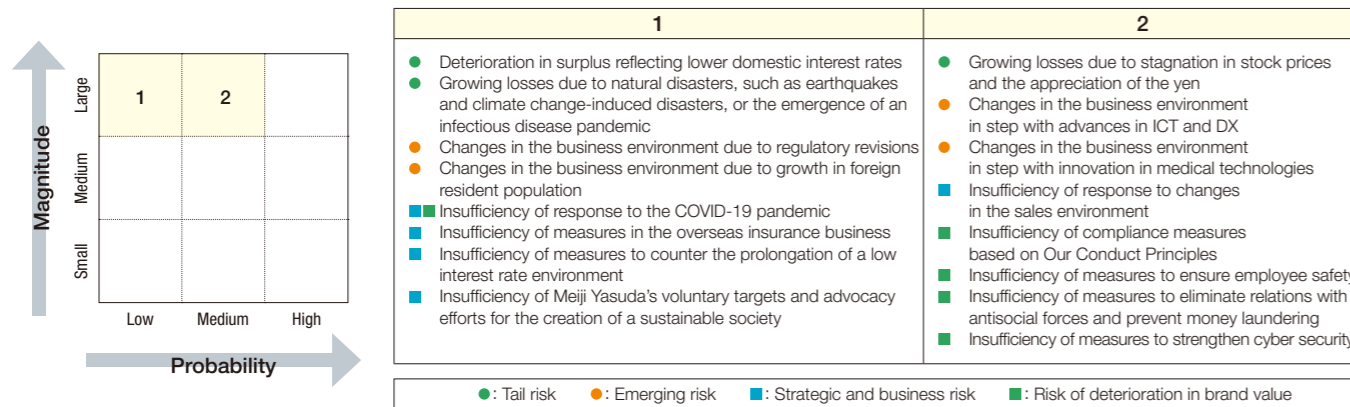 Magnitude
Large
Medium
Small
1
2
Low
Medium
High
Probability
1
● Deterioration in surplus reflecting lower domestic interest rates
● Growing losses due to natural disasters, such as earthquakes
and climate change-induced disasters, or the emergence of an
infectious disease pandemic
● Changes in the business environment due to regulatory revisions
● Changes in the business environment due to growth in foreign
resident population
■■ Insufficiency of response to the COVID-19 pandemic
■ Insufficiency of measures in the overseas insurance business
■ Insufficiency of measures to counter the prolongation of a low
interest rate environment
■ Insufficiency of Meiji Yasuda’s voluntary targets and advocacy
efforts for the creation of a sustainable society
2
● Growing losses due to stagnation in stock prices
and the appreciation of the yen
● Changes in the business environment
in step with advances in ICT and DX
● Changes in the business environment
in step with innovation in medical technologies
■ Insufficiency of response to changes
in the sales environment
■ Insufficiency of compliance measures
based on Our Conduct Principles
■ Insufficiency of measures to ensure employee safety
■ Insufficiency of measures to eliminate relations with
antisocial forces and prevent money laundering
■ Insufficiency of measures to strengthen cyber security
●: Tail risk ●: Emerging risk ■: Strategic and business risk ■: Risk of deterioration in brand value